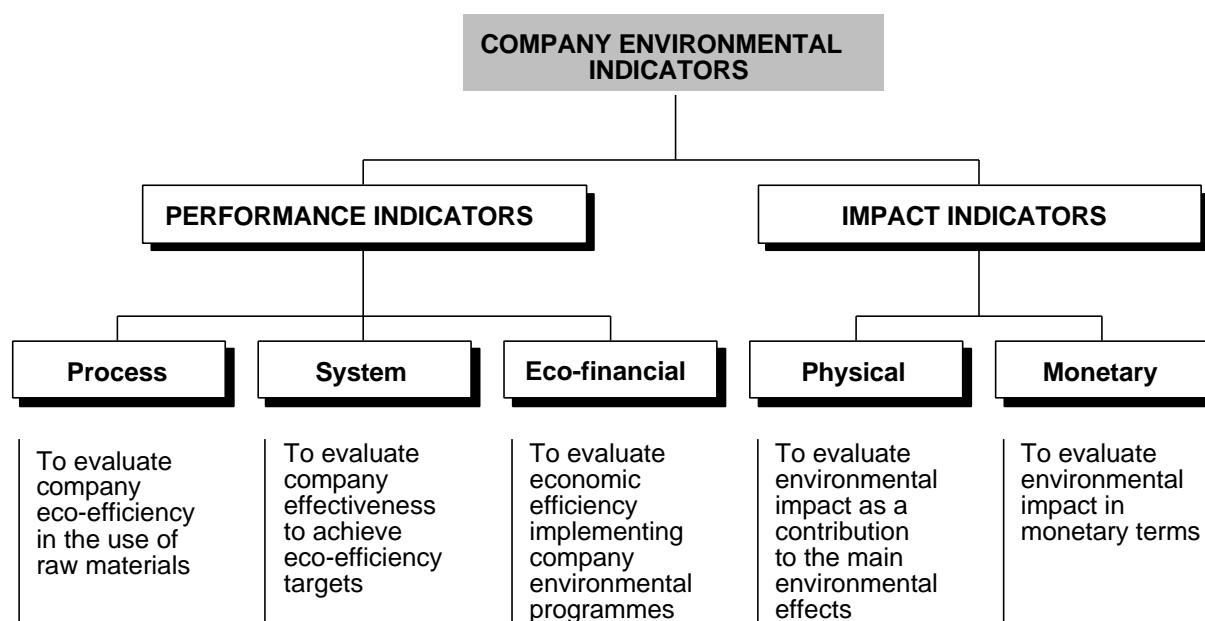 COMPANY ENVIRONMENTAL
INDICATORS
PERFORMANCE INDICATORS
IMPACT INDICATORS
Process
System
Eco-financial
Physical
Monetary
To evaluate
company
eco-efficiency
in the use of
raw materials
To evaluate
company
effectiveness
to achieve
eco-efficiency
targets
To evaluate
economic
efficiency
implementing
company
environmental
programmes
To evaluate
environmental
impact as a
contribution
to the main
environmental
effects
To evaluate
environmental
impact in
monetary terms